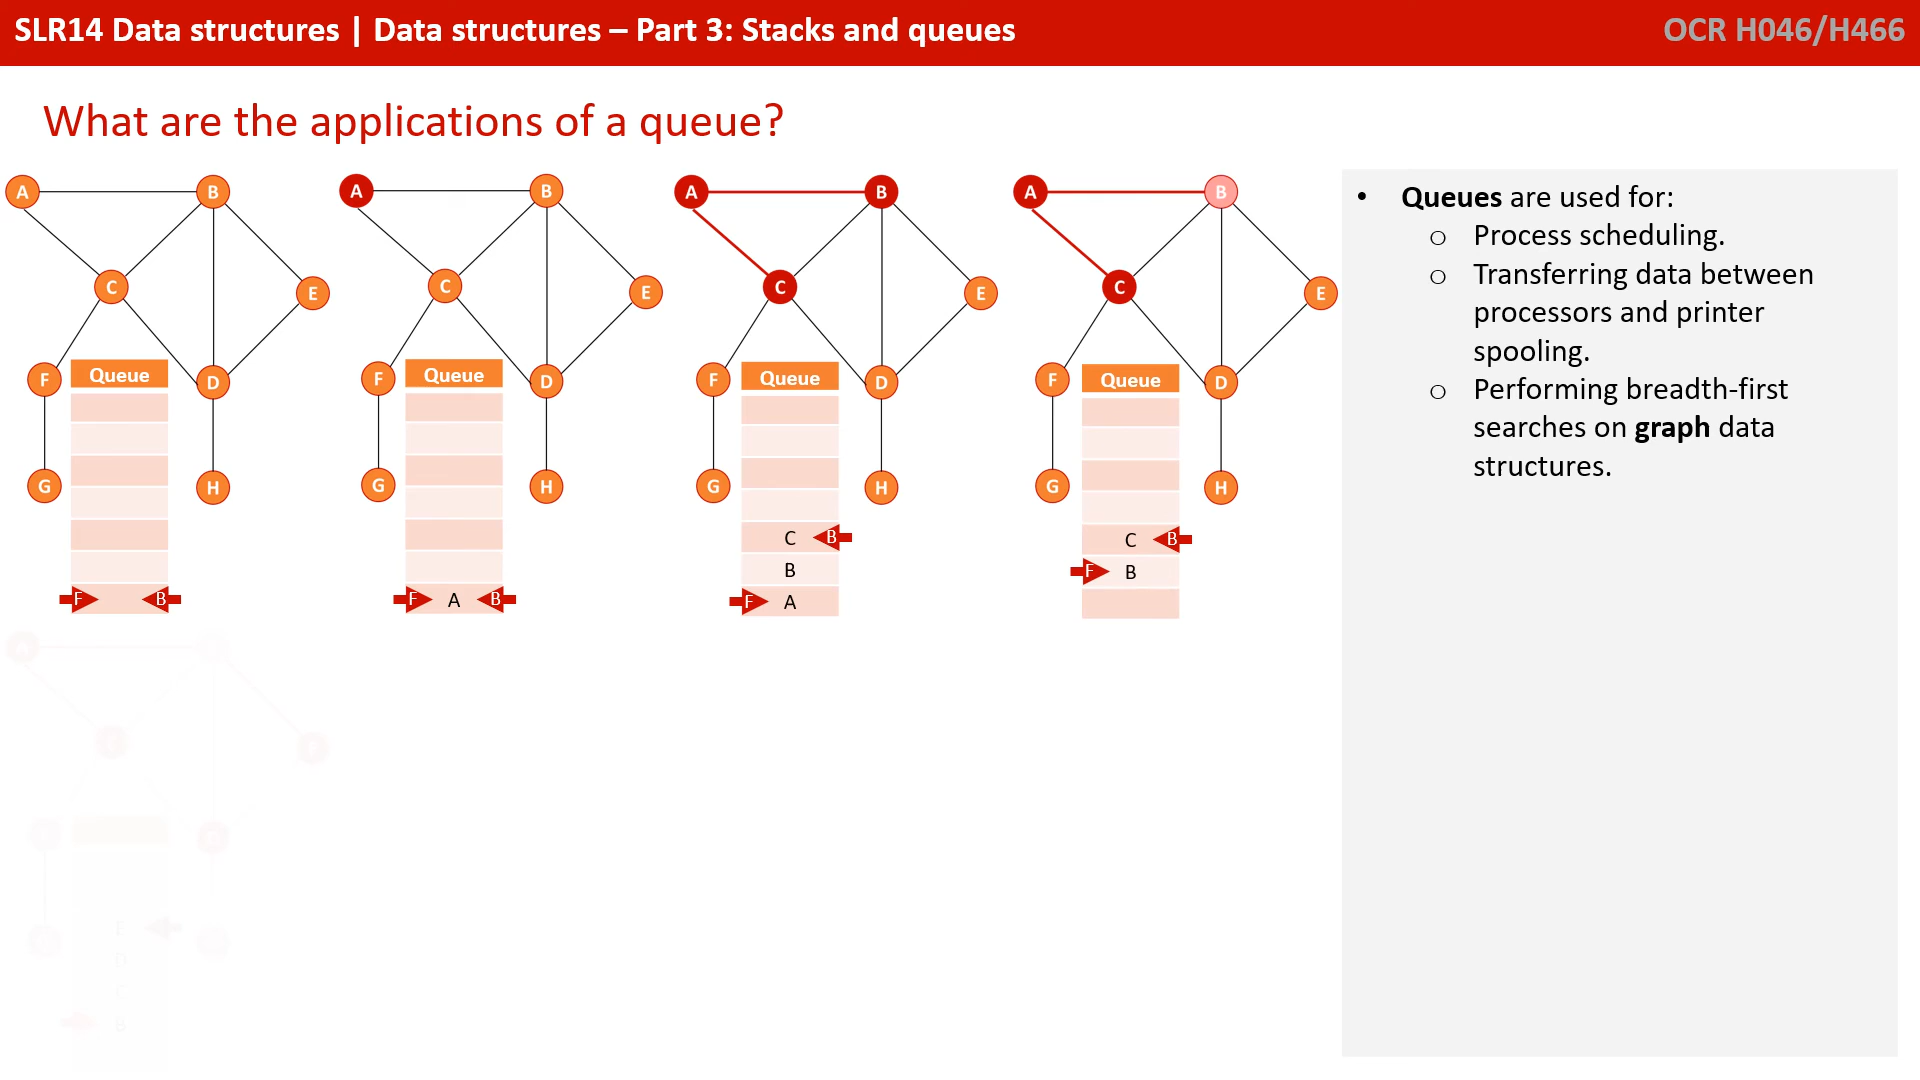 SLR14 Data structures | Data structures – Part 3: Stacks and queues
OCR H046/H466
What are the applications of a queue?
A B
C E
F Queue D
G H
F B
A B
C E
F Queue D
G H
F A B
A B
C E
F Queue D
G H
C B
B
F A
A B
C E
F Queue D
G H
C B
F B
• Queues are used for:
o Process scheduling.
o Transferring data between
processors and printer
spooling.
o Performing breadth-first
searches on graph data
structures.
E
D
C
B